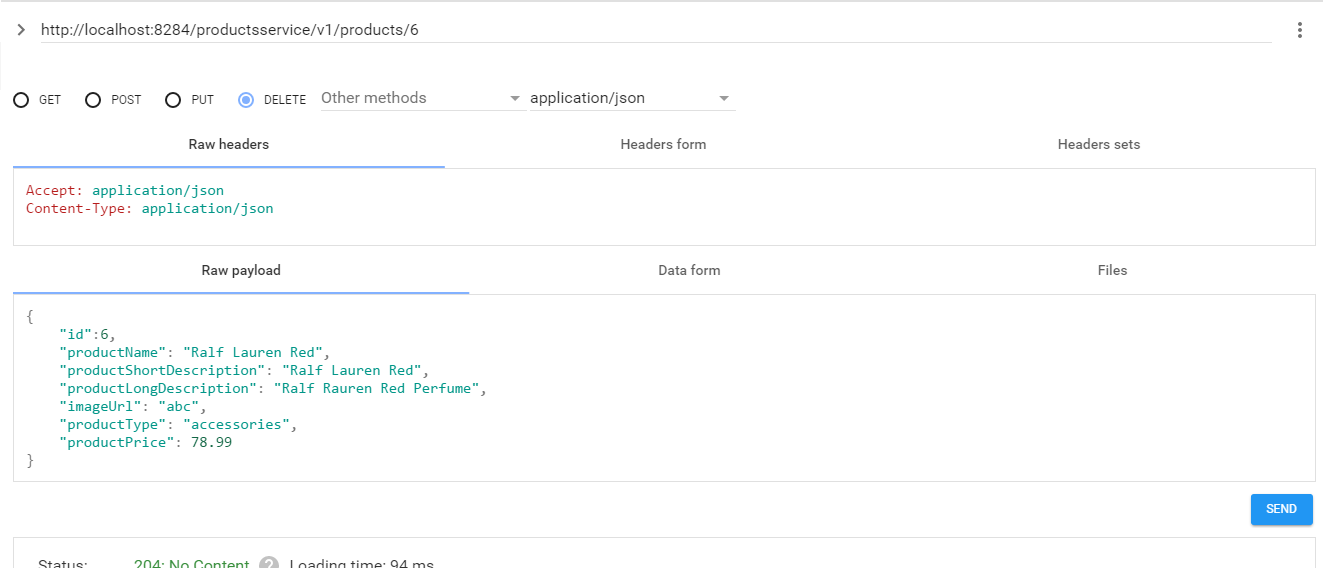 http://localhost:8284/productsservice/v1/products/6
GET POST PUT DELETE Other methods application/json
Raw headers Headers form Headers sets
Accept: application/json
Content-Type: application/json
Raw payload Data form Files
{
"id":6,
"productName": "Ralf Lauren Red",
"productShortDescription": "Ralf Lauren Red",
"productLongDescription": "Ralf Rauren Red Perfume",
"imageUrl": "abc",
"productType": "accessories",
"productPrice": 78.99
}
SEND
Status: 204: No Content ? Loading time: 94 ms